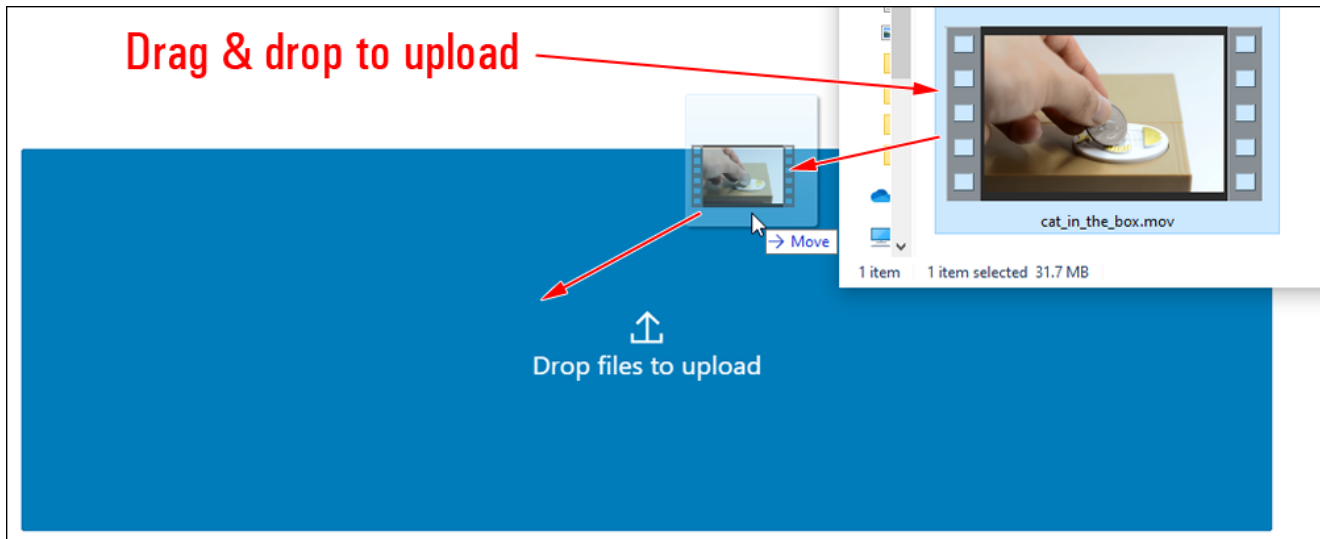 Drag & drop to upload
cat_in_the_box.mov
→ Move
1 item 1 item selected 31.7 MB
Drop files to upload